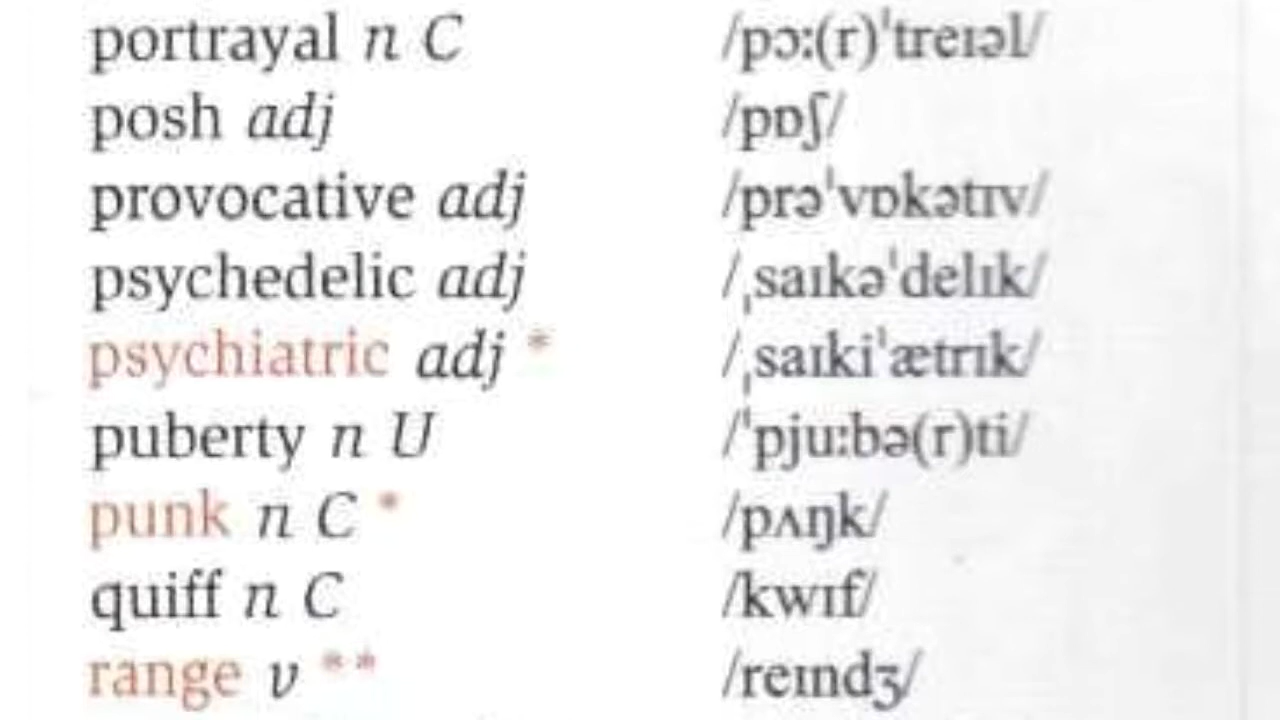 portrayal n C /pɔː(r)ˈtreɪəl/
posh adj /pɒʃ/
provocative adj /prəˈvɒkətɪv/
psychedelic adj /ˌsaɪkəˈdelɪk/
psychiatric adj * /ˌsaɪkiˈætrɪk/
puberty n U /ˈpjuːbə(r)ti/
punk n C * /pʌŋk/
quiff n C /kwɪf/
range v ** /reɪndʒ/